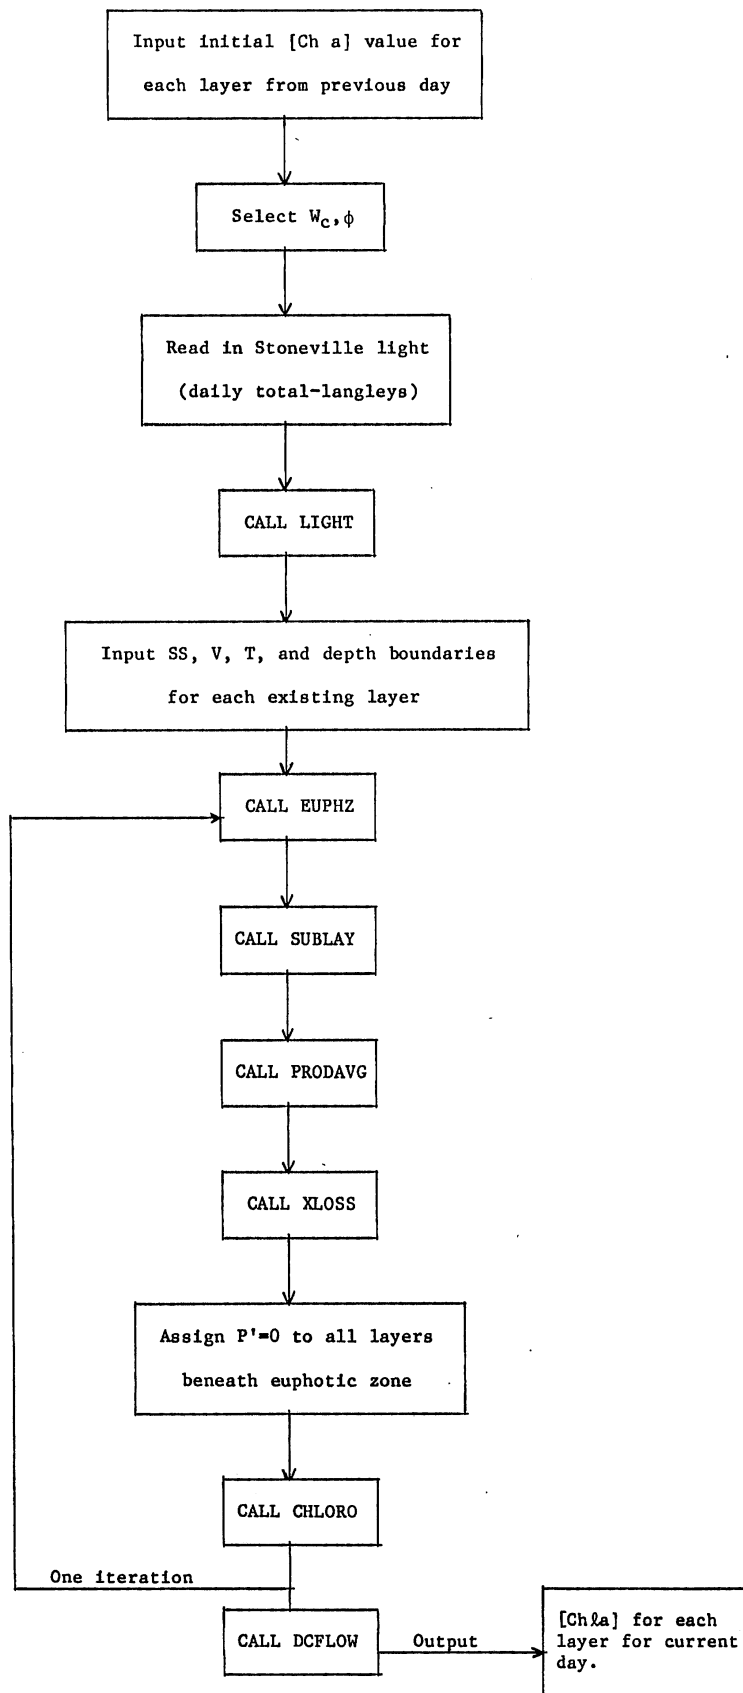 Input initial [Ch a] value for
each layer from previous day
Select Wc,ϕ
Read in Stoneville light
(daily total-langleys)
CALL LIGHT
Input SS, V, T, and depth boundaries
for each existing layer
CALL EUPHZ
CALL SUBLAY
CALL PRODAVG
CALL XLOSS
Assign P'=0 to all layers
beneath euphotic zone
CALL CHLORO
One iteration
CALL DCFLOW
Output
[Chℓa] for each
layer for current
day.